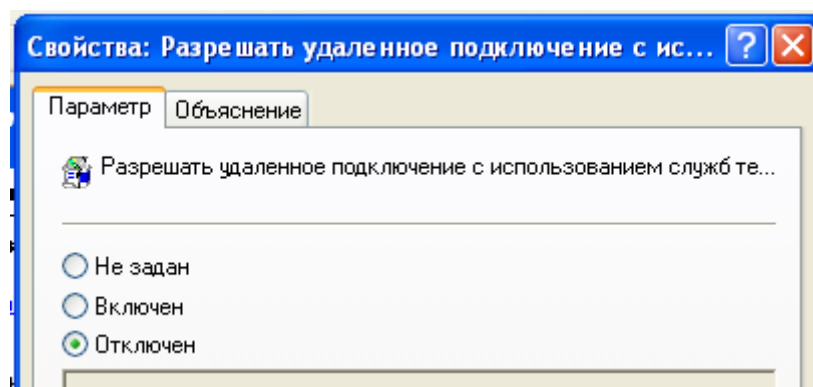 Свойства: Разрешать удаленное подключение с ис...
Параметр
Объяснение
Разрешать удаленное подключение с использованием служб те...
Не задан
Включен
Отключен